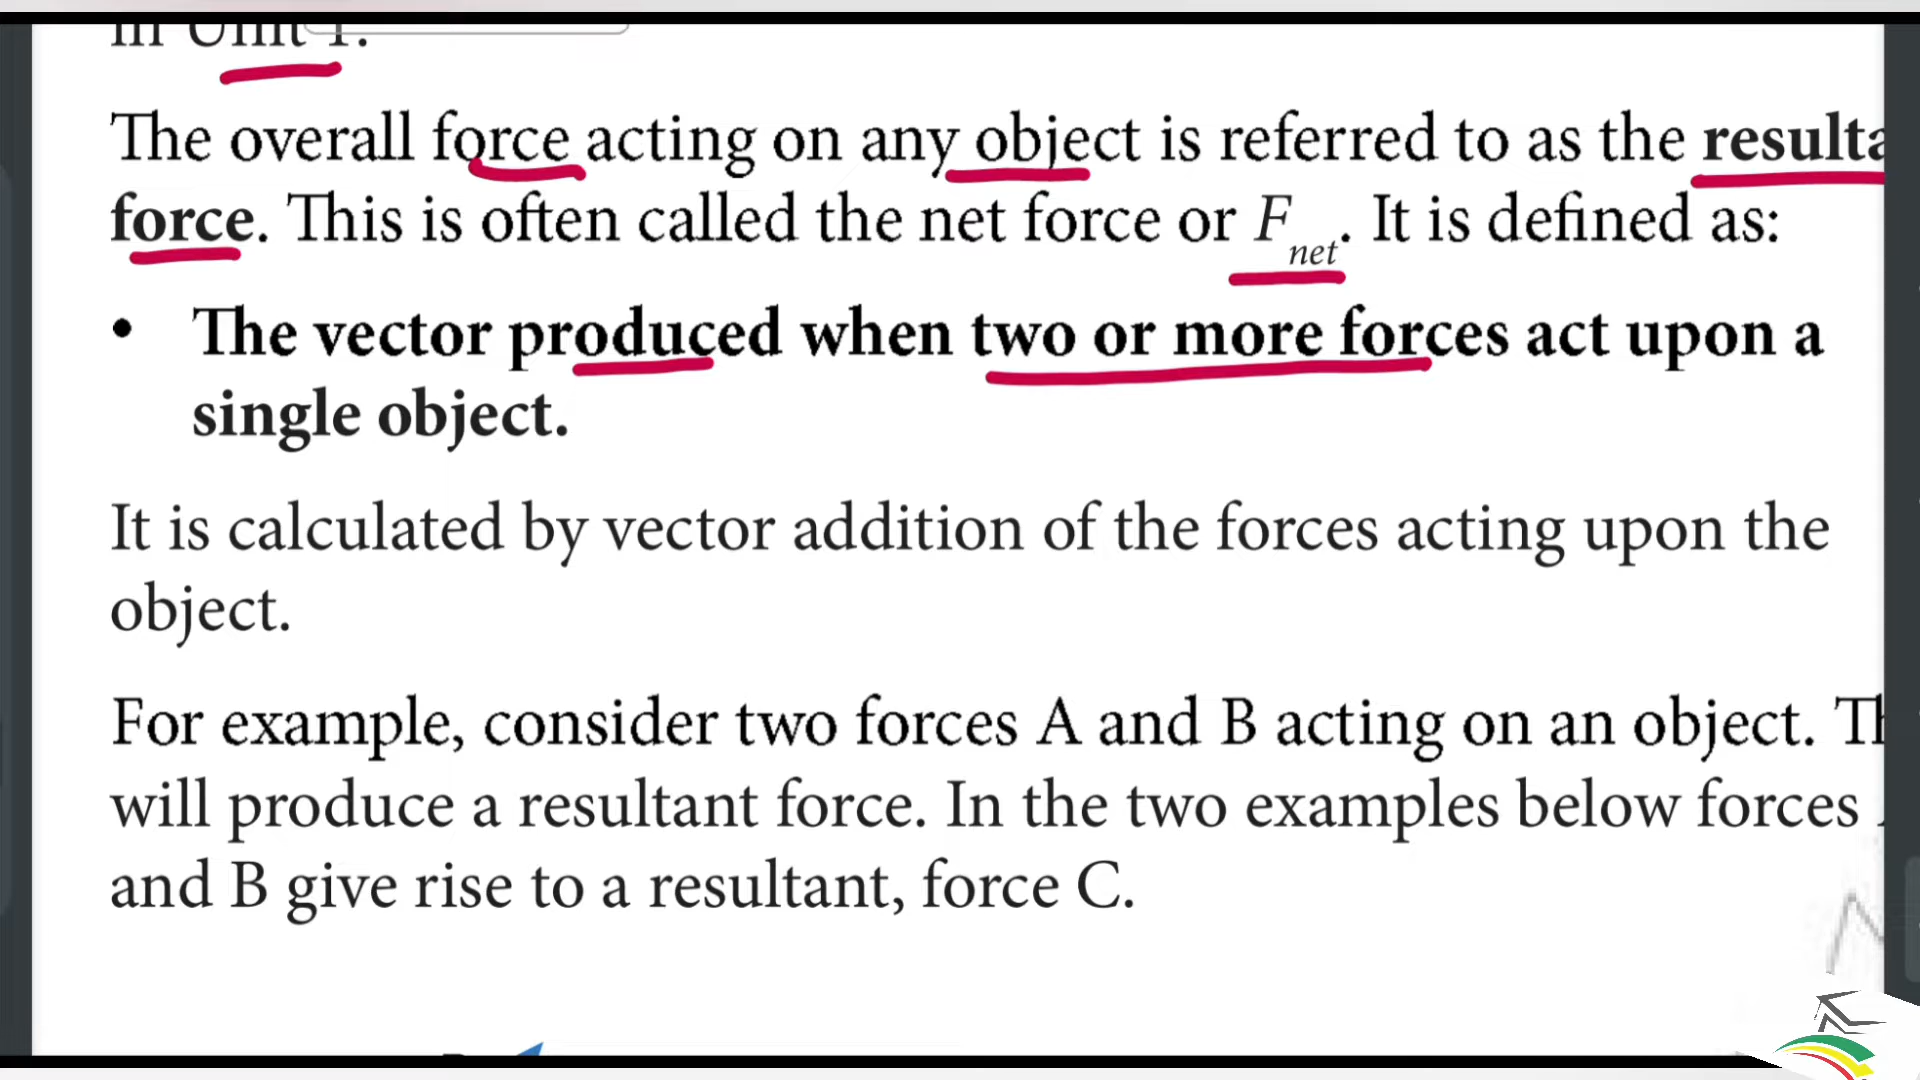 in Unit 1.
The overall force acting on any object is referred to as the
force. This is often called the net force or F net. It is defined as:
• The vector produced when two or more forces act upon a
single object.
It is calculated by vector addition of the forces acting upon the
object.
For example, consider two forces A and B acting on an object.
will produce a resultant force. In the two examples below forces
and B give rise to a resultant, force C.